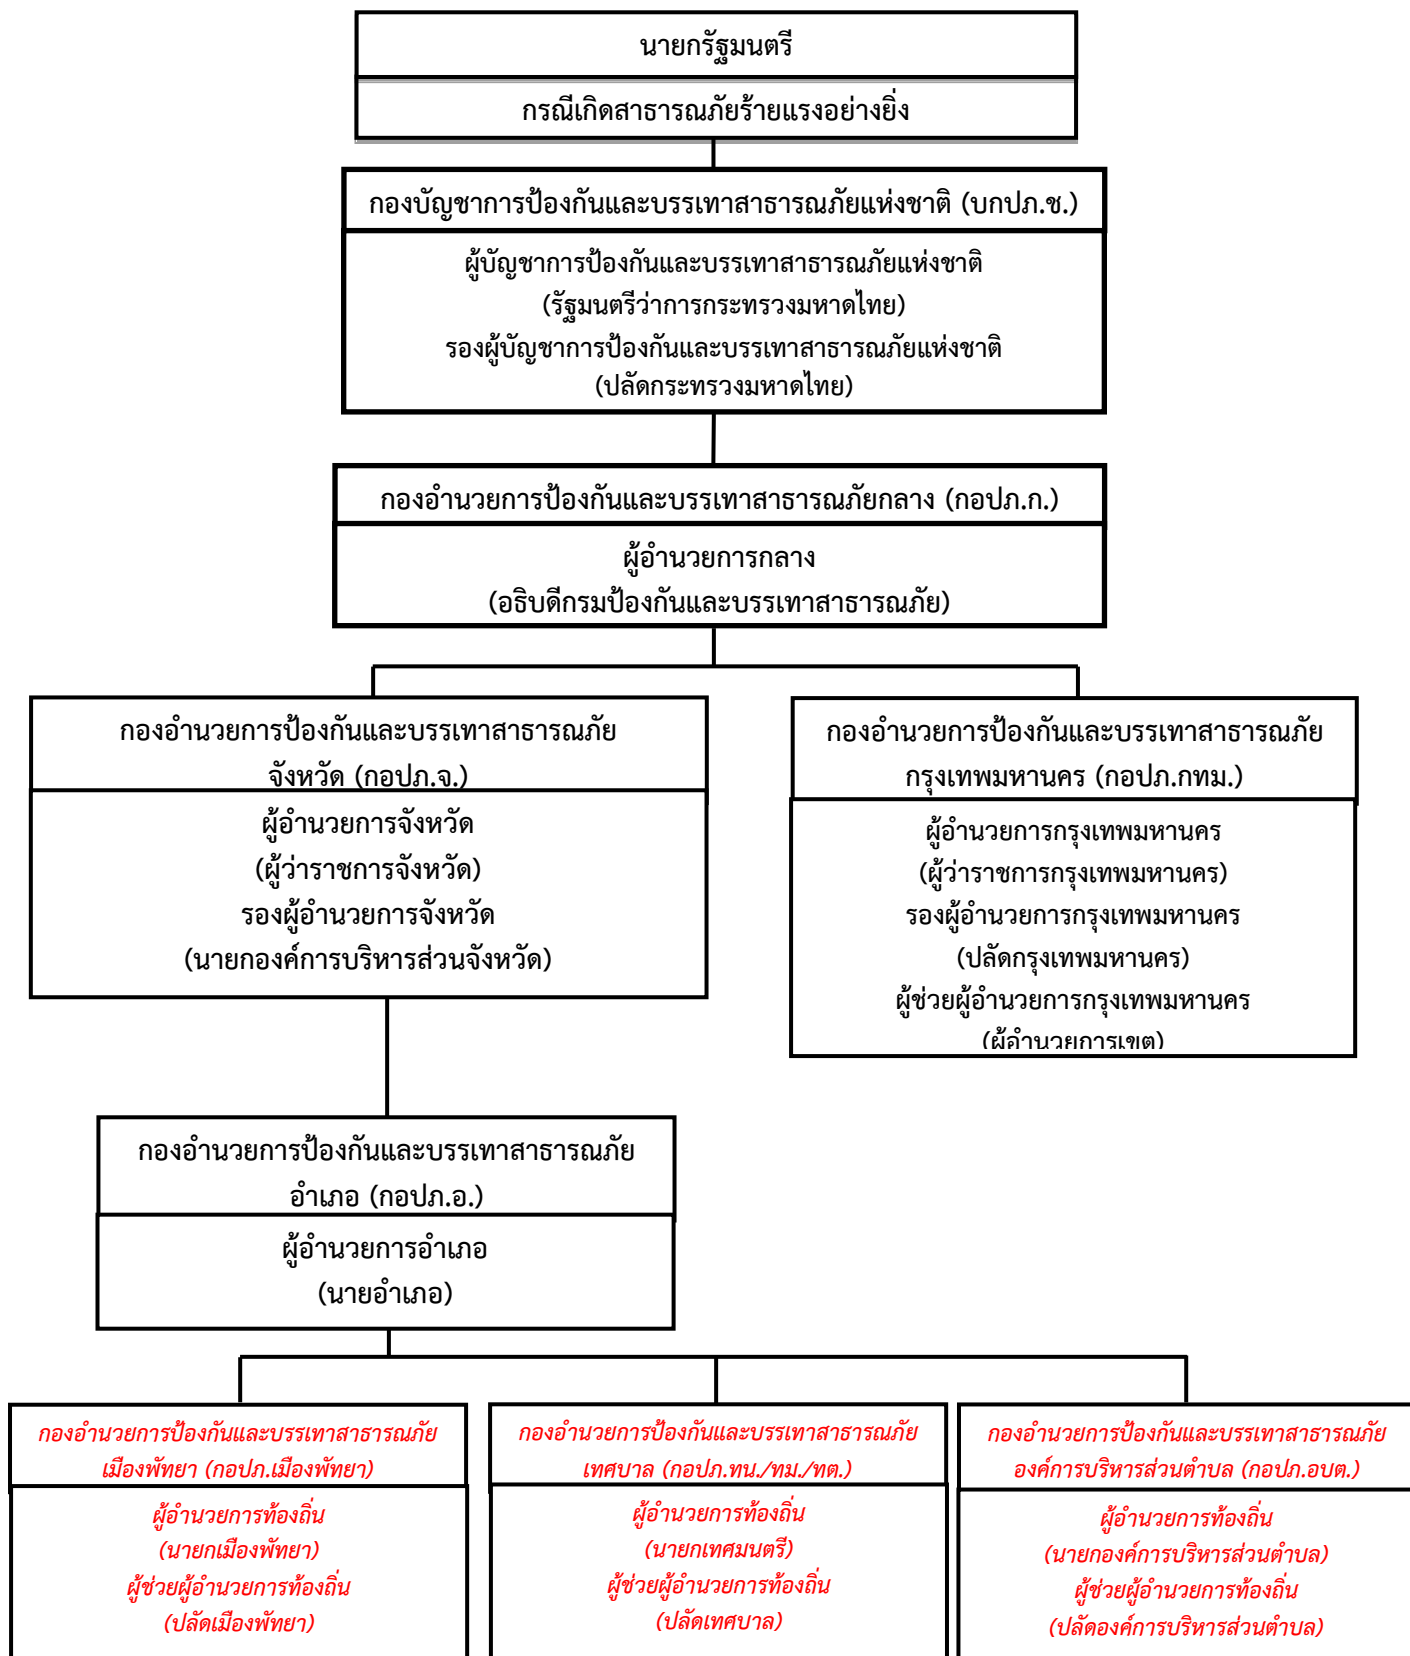 นายกรัฐมนตรี
กรณีเกิดสาธารณภัยร้ายแรงอย่างยิ่ง
กองบัญชาการป้องกันและบรรเทาสาธารณภัยแห่งชาติ (บกปภ.ช.)
ผู้บัญชาการป้องกันและบรรเทาสาธารณภัยแห่งชาติ
(รัฐมนตรีว่าการกระทรวงมหาดไทย)
รองผู้บัญชาการป้องกันและบรรเทาสาธารณภัยแห่งชาติ
(ปลัดกระทรวงมหาดไทย)
กองอำนวยการป้องกันและบรรเทาสาธารณภัยกลาง (กอปภ.ก.)
ผู้อำนวยการกลาง
(อธิบดีกรมป้องกันและบรรเทาสาธารณภัย)
กองอำนวยการป้องกันและบรรเทาสาธารณภัย
จังหวัด (กอปภ.จ.)
ผู้อำนวยการจังหวัด
(ผู้ว่าราชการจังหวัด)
รองผู้อำนวยการจังหวัด
(นายกองค์การบริหารส่วนจังหวัด)
กองอำนวยการป้องกันและบรรเทาสาธารณภัย
กรุงเทพมหานคร (กอปภ.กทม.)
ผู้อำนวยการกรุงเทพมหานคร
(ผู้ว่าราชการกรุงเทพมหานคร)
รองผู้อำนวยการกรุงเทพมหานคร
(ปลัดกรุงเทพมหานคร)
ผู้ช่วยผู้อำนวยการกรุงเทพมหานคร
(ผู้อำนวยการเขต)
กองอำนวยการป้องกันและบรรเทาสาธารณภัย
อำเภอ (กอปภ.อ.)
ผู้อำนวยการอำเภอ
(นายอำเภอ)
กองอำนวยการป้องกันและบรรเทาสาธารณภัย
เมืองพัทยา (กอปภ.เมืองพัทยา)
ผู้อำนวยการท้องถิ่น
(นายกเมืองพัทยา)
ผู้ช่วยผู้อำนวยการท้องถิ่น
(ปลัดเมืองพัทยา)
กองอำนวยการป้องกันและบรรเทาสาธารณภัย
เทศบาล (กอปภ.ทน./ทม./ทต.)
ผู้อำนวยการท้องถิ่น
(นายกเทศมนตรี)
ผู้ช่วยผู้อำนวยการท้องถิ่น
(ปลัดเทศบาล)
กองอำนวยการป้องกันและบรรเทาสาธารณภัย
องค์การบริหารส่วนตำบล (กอปภ.อบต.)
ผู้อำนวยการท้องถิ่น
(นายกองค์การบริหารส่วนตำบล)
ผู้ช่วยผู้อำนวยการท้องถิ่น
(ปลัดองค์การบริหารส่วนตำบล)